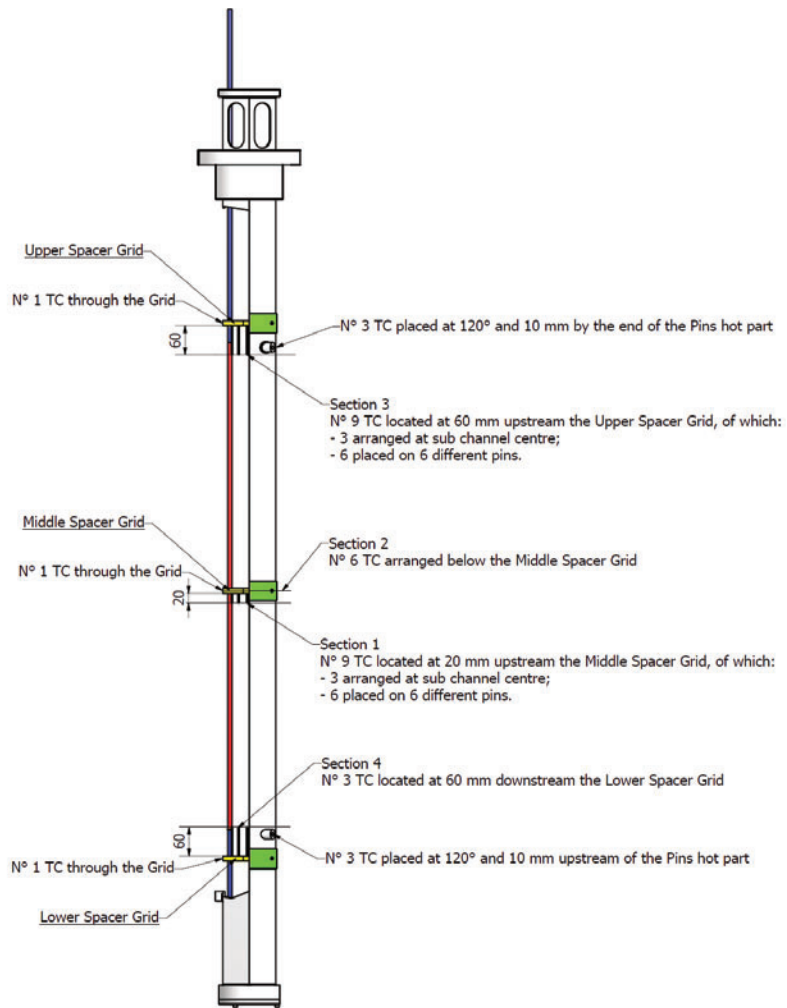 Upper Spacer Grid
N° 1 TC through the Grid
60
N° 3 TC placed at 120° and 10 mm by the end of the Pins hot part
Section 3
N° 9 TC located at 60 mm upstream the Upper Spacer Grid, of which:
- 3 arranged at sub channel centre;
- 6 placed on 6 different pins.
Middle Spacer Grid
N° 1 TC through the Grid
20
Section 2
N° 6 TC arranged below the Middle Spacer Grid
Section 1
N° 9 TC located at 20 mm upstream the Middle Spacer Grid, of which:
- 3 arranged at sub channel centre;
- 6 placed on 6 different pins.
Section 4
N° 3 TC located at 60 mm downstream the Lower Spacer Grid
60
N° 1 TC through the Grid
N° 3 TC placed at 120° and 10 mm upstream of the Pins hot part
Lower Spacer Grid